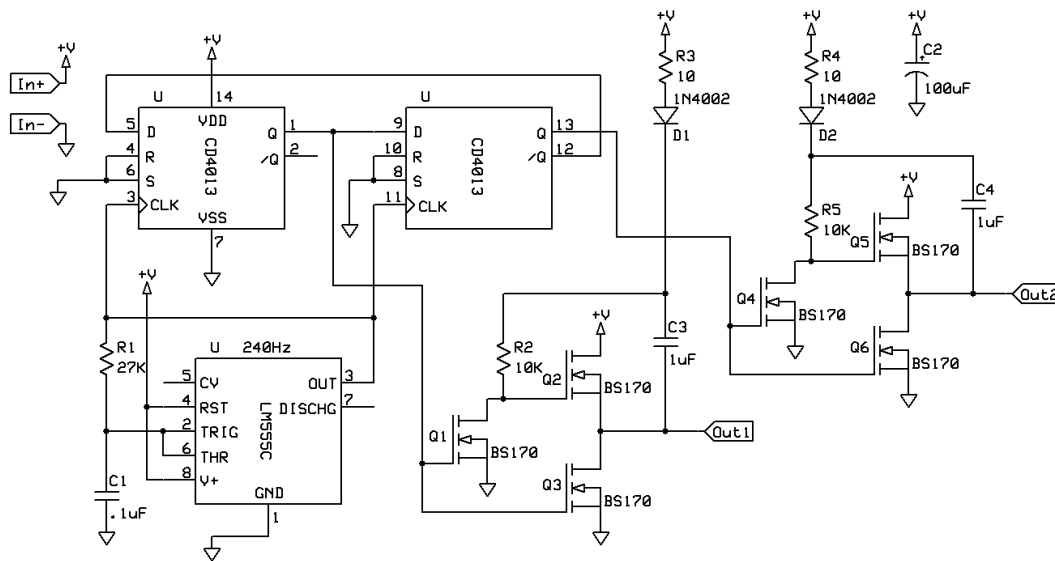 +V
In+
In-
+V
U
14
VDD
5
D
Q
1
4
R
/Q
2
6
S
3
CLK
CD4013
VSS
7
U
9
D
Q
13
10
R
/Q
12
8
S
11
CLK
CD4013
+V
R3
10
1N4002
D1
+V
R4
10
1N4002
D2
+V
C2
+
100uF
+V
C4
1uF
R5
10K
Q5
BS170
Q4
BS170
Out2
Q6
BS170
+V
R1
27K
C1
.1uF
U
240Hz
5
CV
OUT
3
4
RST
DISCHG
7
2
TRIG
6
THR
8
V+
LM555C
GND
1
+V
C3
1uF
R2
10K
Q2
BS170
Q1
BS170
Out1
Q3
BS170